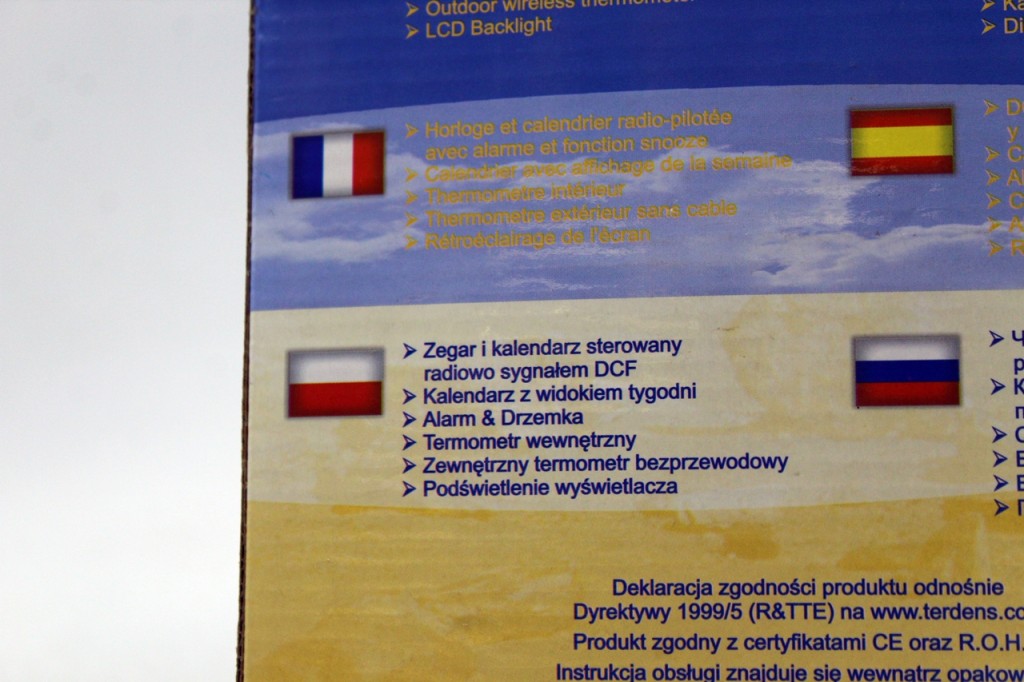 Outdoor wireless thermometer
LCD Backlight
Horloge et calendrier radio-pilotée
avec alarme et fonction snooze
Calendrier avec affichage de la semaine
Thermometre intérieur
Thermometre extérieur sans cable
Rétroéclairage de l'écran
Zegar i kalendarz sterowany
radiowo sygnałem DCF
Kalendarz z widokiem tygodni
Alarm & Drzemka
Termometr wewnętrzny
Zewnętrzny termometr bezprzewodowy
Podświetlenie wyświetlacza
Deklaracja zgodności produktu odnośnie
Dyrektywy 1999/5 (R&TTE) na www.terdens.co
Produkt zgodny z certyfikatami CE oraz R.O.H.
Instrukcja obsługi znajduje się wewnątrz opakow